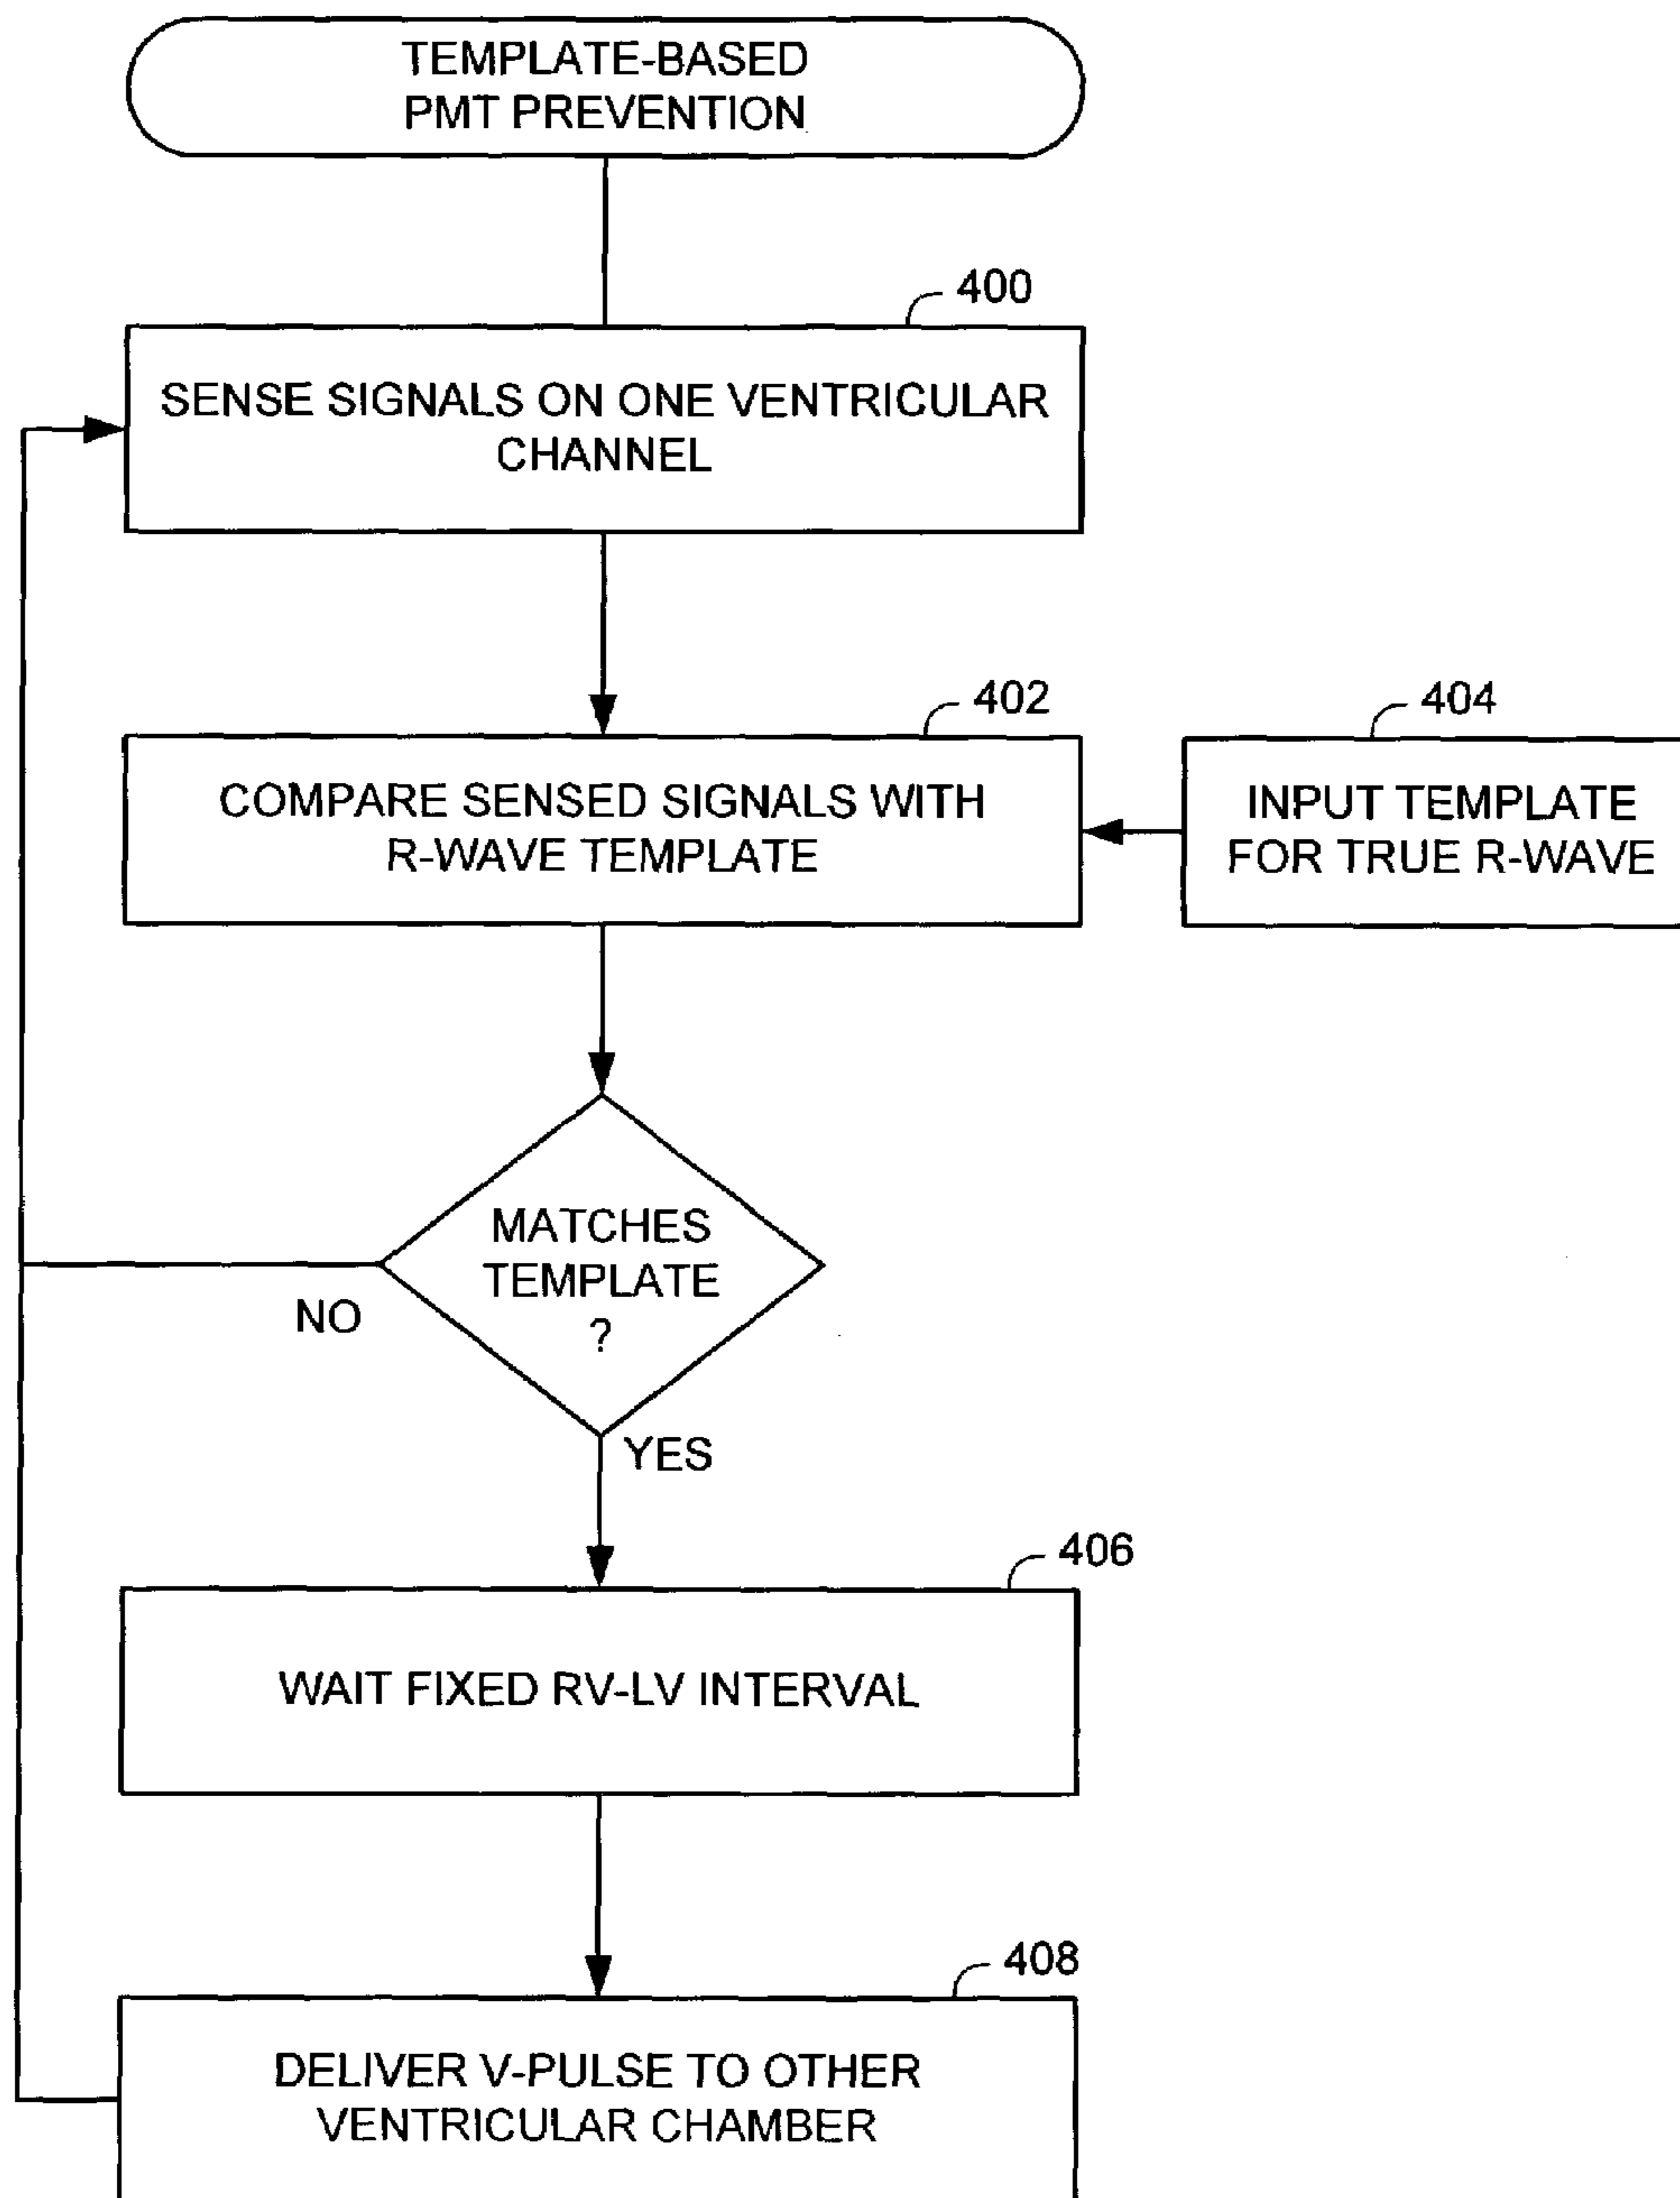 TEMPLATE-BASED
PMT PREVENTION
400
SENSE SIGNALS ON ONE VENTRICULAR
CHANNEL
402
COMPARE SENSED SIGNALS WITH
R-WAVE TEMPLATE
404
INPUT TEMPLATE
FOR TRUE R-WAVE
MATCHES
TEMPLATE
?
NO
YES
406
WAIT FIXED RV-LV INTERVAL
408
DELIVER V-PULSE TO OTHER
VENTRICULAR CHAMBER